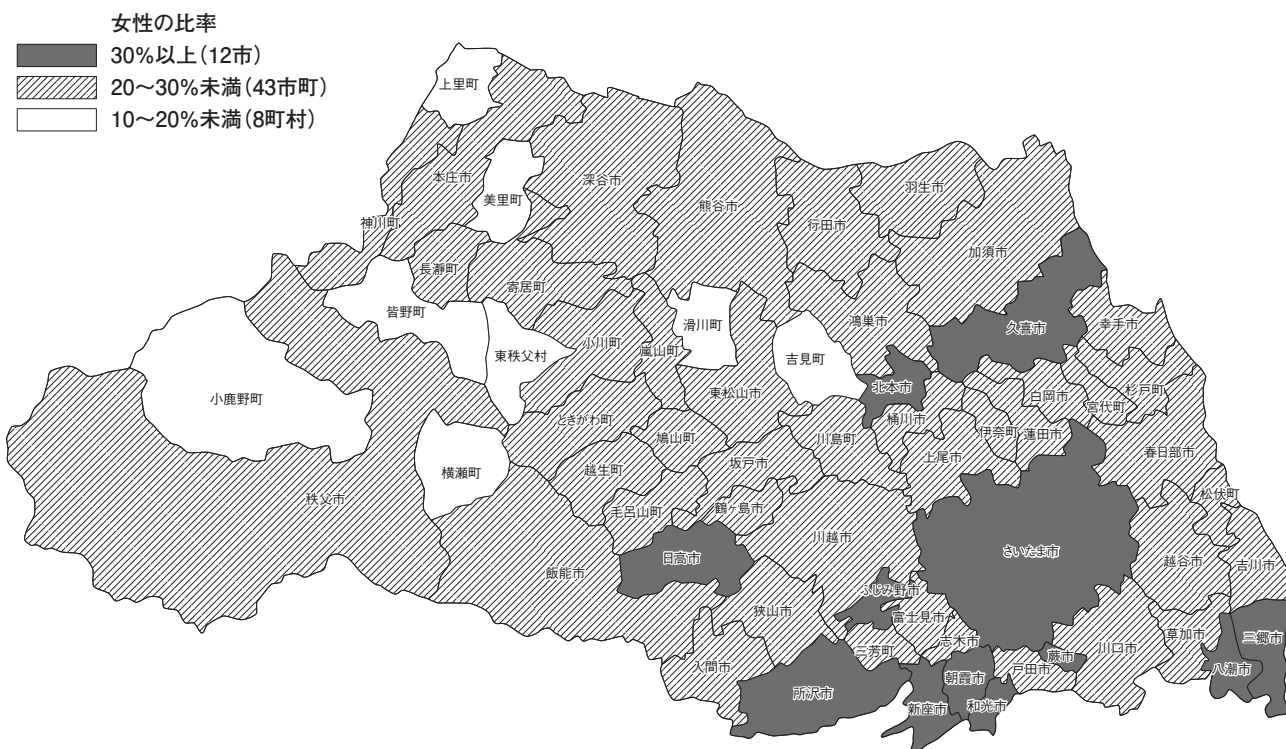 女性の比率
30%以上(12市)
20〜30%未満(43市町)
10〜20%未満(8町村)
上里町
本庄市
美里町
深谷市
神川町
熊谷市
羽生市
行田市
加須市
長瀞町
寄居町
皆野町
滑川町
鴻巣市
久喜市
幸手市
東秩父村
小川町
嵐山町
吉見町
北本市
小鹿野町
東松山市
白岡市
杉戸町
宮代町
ときがわ町
桶川市
伊奈町
蓮田市
鳩山町
川島町
上尾市
春日部市
横瀬町
越生町
坂戸市
秩父市
松伏町
毛呂山町
鶴ヶ島市
川越市
さいたま市
日高市
越谷市
吉川市
飯能市
ふじみ野市
狭山市
富士見市
草加市
三郷市
志木市
川口市
三芳町
入間市
蕨市
戸田市
八潮市
朝霞市
所沢市
新座市
和光市